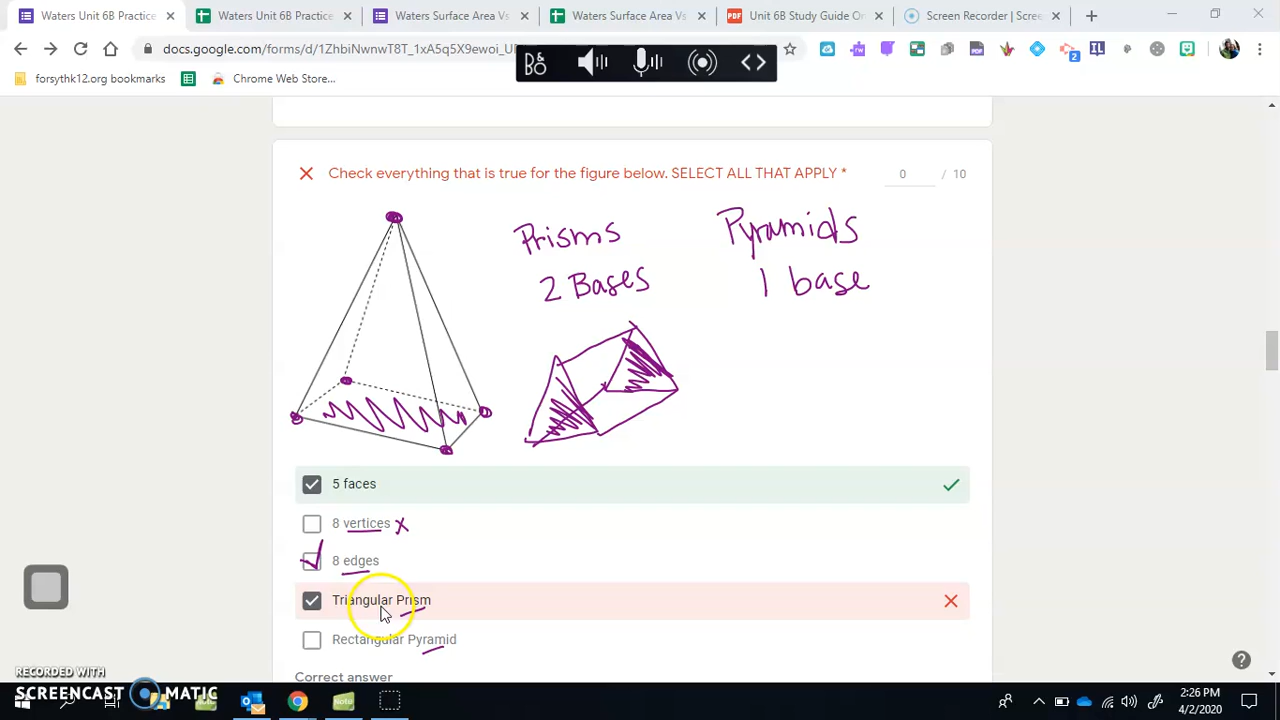 Waters Unit 6B Practice
Waters Unit 6B Practice
Waters Surface Area Vs
Waters Surface Area Vs
Unit 6B Study Guide On
Screen Recorder | Scree
docs.google.com/forms/d/1ZhbiNwnwT8T_1xA5q5X9ewoi_U
forsythk12.org bookmarks
Chrome Web Store...
Check everything that is true for the figure below. SELECT ALL THAT APPLY *
0 / 10
Prisms
Pyramids
2 Bases
1 base
5 faces
8 vertices
8 edges
Triangular Prism
Rectangular Pyramid
Correct answer
RECORDED WITH
SCREENCAST MATIC
2:26 PM
4/2/2020